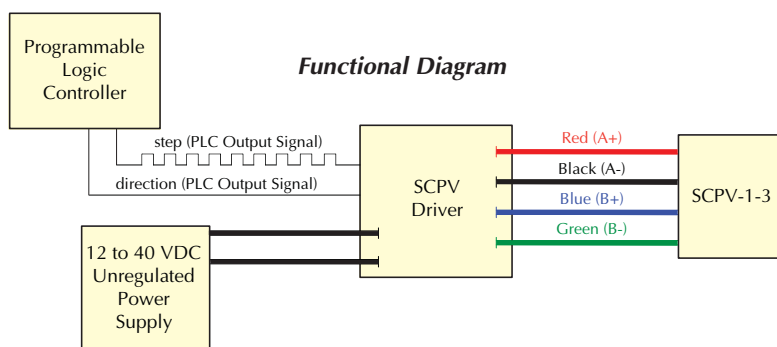 Programmable
Logic
Controller
Functional Diagram
step (PLC Output Signal)
direction (PLC Output Signal)
SCPV
Driver
Red (A+)
Black (A-)
Blue (B+)
Green (B-)
SCPV-1-3
12 to 40 VDC
Unregulated
Power
Supply